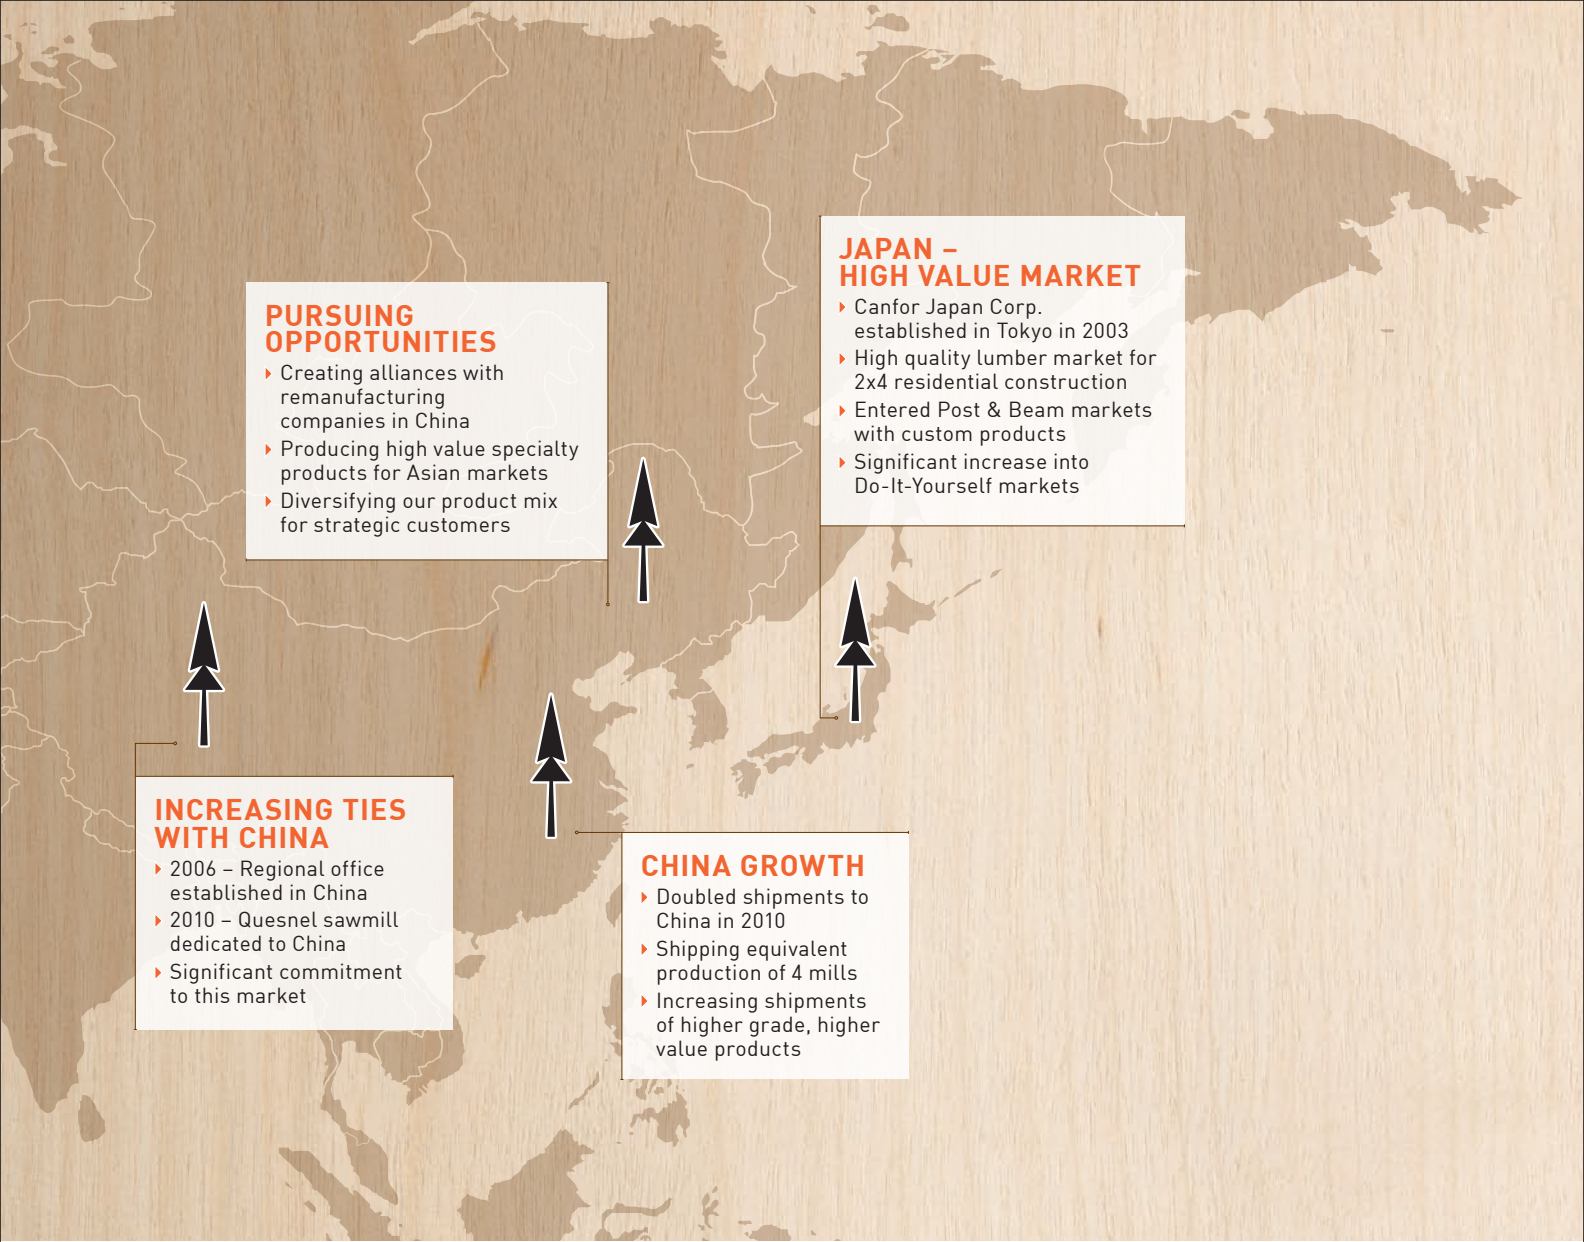 PURSUING
OPPORTUNITIES
Creating alliances with
remanufacturing
companies in China
Producing high value specialty
products for Asian markets
Diversifying our product mix
for strategic customers
JAPAN –
HIGH VALUE MARKET
Canfor Japan Corp.
established in Tokyo in 2003
High quality lumber market for
2x4 residential construction
Entered Post & Beam markets
with custom products
Significant increase into
Do-It-Yourself markets
INCREASING TIES
WITH CHINA
2006 – Regional office
established in China
2010 – Quesnel sawmill
dedicated to China
Significant commitment
to this market
CHINA GROWTH
Doubled shipments to
China in 2010
Shipping equivalent
production of 4 mills
Increasing shipments
of higher grade, higher
value products